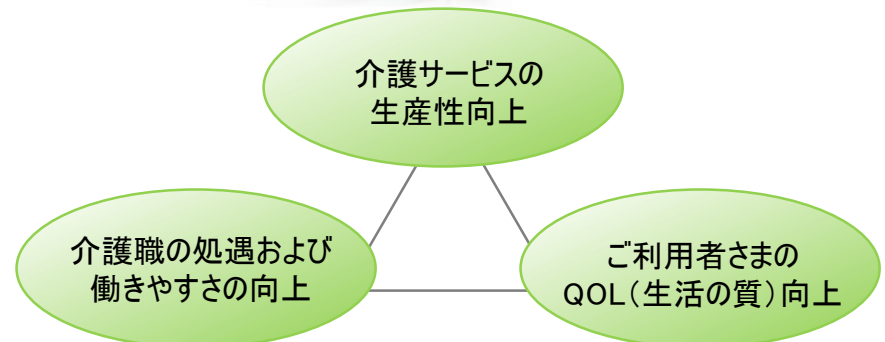 介護サービスの
生産性向上
介護職の処遇および
働きやすさの向上
ご利用者さまの
QOL（生活の質）向上